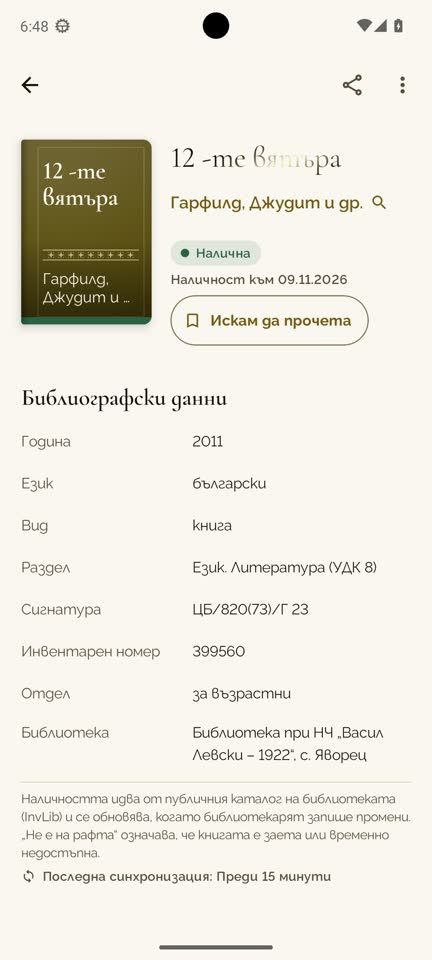 6:48
12 -те
вятъра
Гарфилд,
Джудит и ...
12 -те вятъра
Гарфилд, Джудит и др.
Налична
Наличност към 09.11.2026
Искам да прочета
Библиографски данни
Година 2011
Език български
Вид книга
Раздел Език. Литература (УДК 8)
Сигнатура ЦБ/820(73)/Г 23
Инвентарен номер 399560
Отдел за възрастни
Библиотека Библиотека при НЧ „Васил
Левски – 1922“, с. Яворец
Наличността идва от публичния каталог на библиотеката
(InvLib) и се обновява, когато библиотекарят запише промени.
„Не е на рафта“ означава, че книгата е заета или временно
недостъпна.
Последна синхронизация: Преди 15 минути